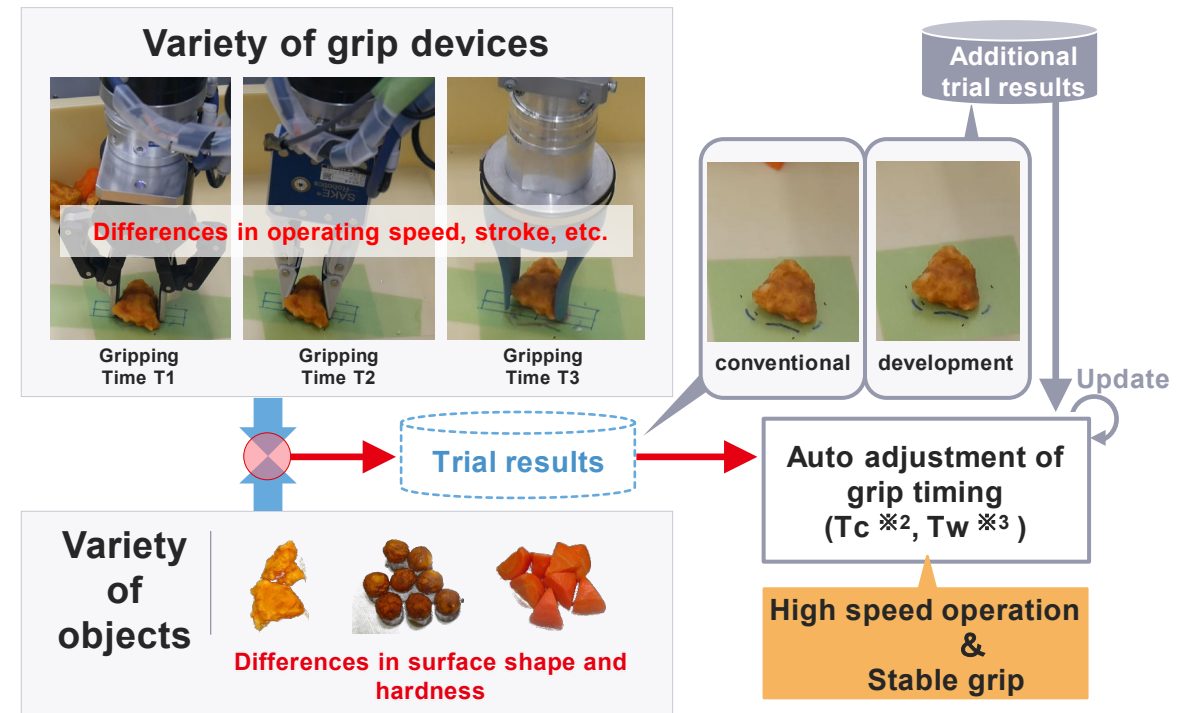 Variety of grip devices
SAKE
Robotics
Differences in operating speed, stroke, etc.
Gripping
Time T1
Gripping
Time T2
Gripping
Time T3
Additional
trial results
conventional
development
Update
Trial results
Auto adjustment of
grip timing
(Tc ※2, Tw ※3 )
High speed operation
&
Stable grip
Variety
of
objects
Differences in surface shape and
hardness